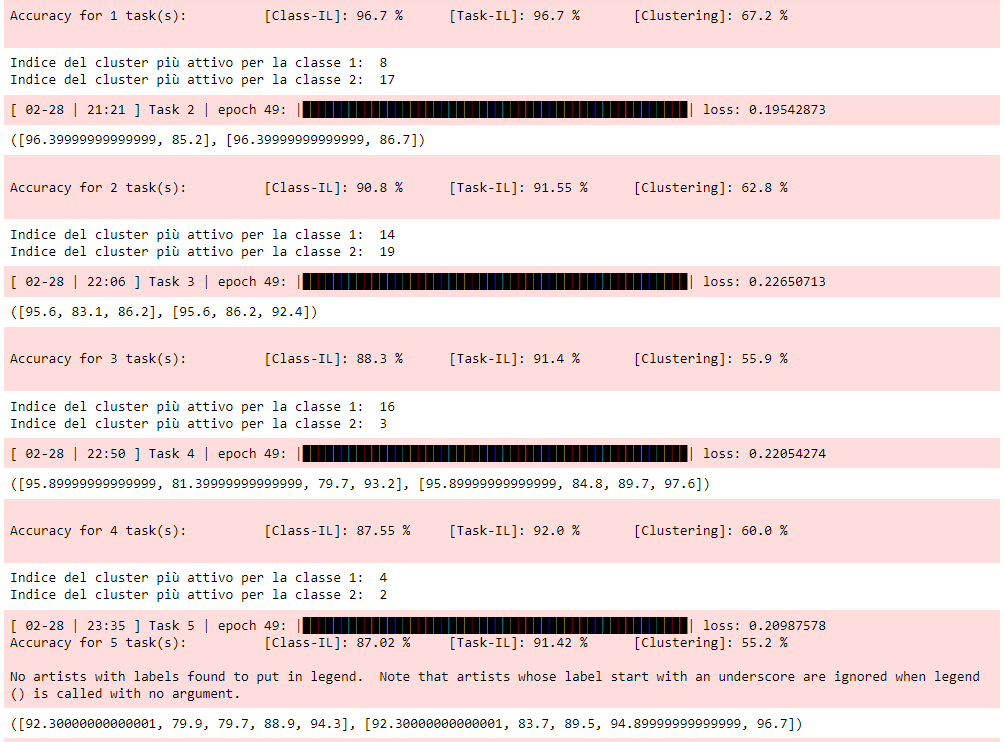 Accuracy for 1 task(s): [Class-IL]: 96.7 % [Task-IL]: 96.7 % [Clustering]: 67.2 %
Indice del cluster più attivo per la classe 1: 8
Indice del cluster più attivo per la classe 2: 17
[ 02-28 | 21:21 ] Task 2 | epoch 49: || loss: 0.19542873
([96.39999999999999, 85.2], [96.39999999999999, 86.7])
Accuracy for 2 task(s): [Class-IL]: 90.8 % [Task-IL]: 91.55 % [Clustering]: 62.8 %
Indice del cluster più attivo per la classe 1: 14
Indice del cluster più attivo per la classe 2: 19
[ 02-28 | 22:06 ] Task 3 | epoch 49: || loss: 0.22650713
([95.6, 83.1, 86.2], [95.6, 86.2, 92.4])
Accuracy for 3 task(s): [Class-IL]: 88.3 % [Task-IL]: 91.4 % [Clustering]: 55.9 %
Indice del cluster più attivo per la classe 1: 16
Indice del cluster più attivo per la classe 2: 3
[ 02-28 | 22:50 ] Task 4 | epoch 49: || loss: 0.22054274
([95.89999999999999, 81.39999999999999, 79.7, 93.2], [95.89999999999999, 84.8, 89.7, 97.6])
Accuracy for 4 task(s): [Class-IL]: 87.55 % [Task-IL]: 92.0 % [Clustering]: 60.0 %
Indice del cluster più attivo per la classe 1: 4
Indice del cluster più attivo per la classe 2: 2
[ 02-28 | 23:35 ] Task 5 | epoch 49: || loss: 0.20987578
Accuracy for 5 task(s): [Class-IL]: 87.02 % [Task-IL]: 91.42 % [Clustering]: 55.2 %
No artists with labels found to put in legend. Note that artists whose label start with an underscore are ignored when legend
() is called with no argument.
([92.30000000000001, 79.9, 79.7, 88.9, 94.3], [92.30000000000001, 83.7, 89.5, 94.89999999999999, 96.7])